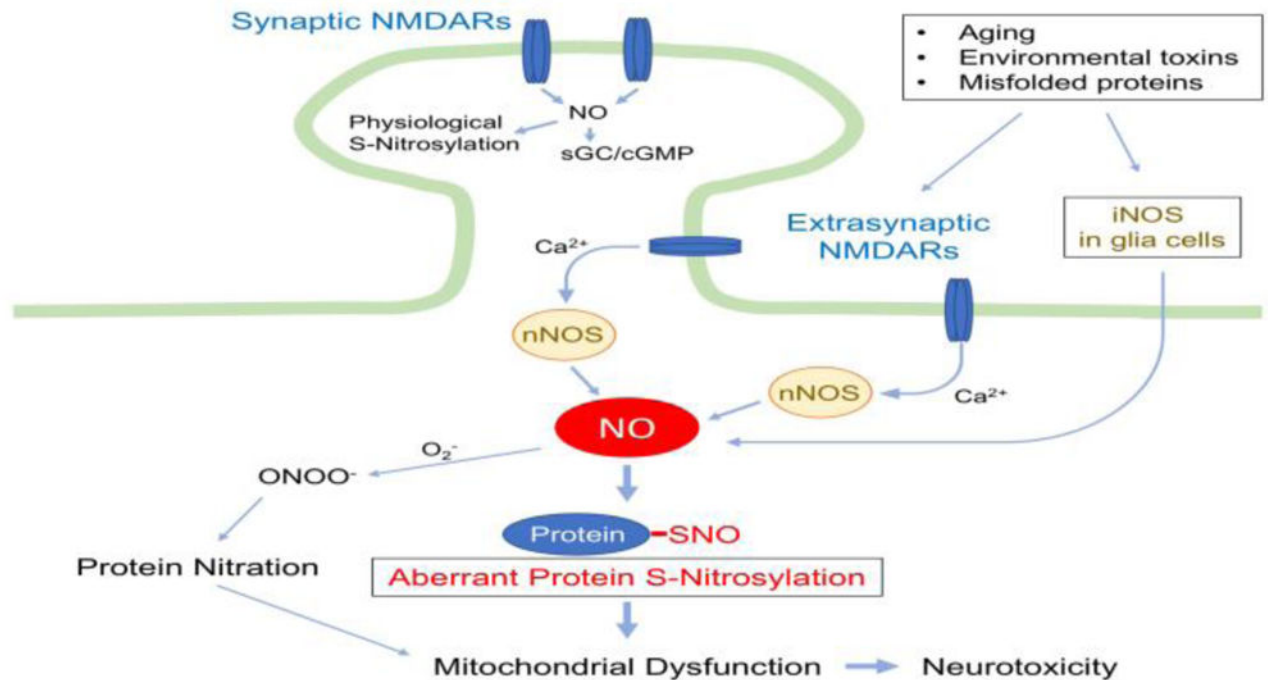 Synaptic NMDARs
• Aging
• Environmental toxins
• Misfolded proteins
NO
Physiological
S-Nitrosylation
sGC/cGMP
Extrasynaptic
NMDARs
iNOS
in glia cells
Ca²⁺
nNOS
nNOS
Ca²⁺
NO
O₂⁻
ONOO⁻
Protein
-SNO
Protein Nitration
Aberrant Protein S-Nitrosylation
Mitochondrial Dysfunction
Neurotoxicity